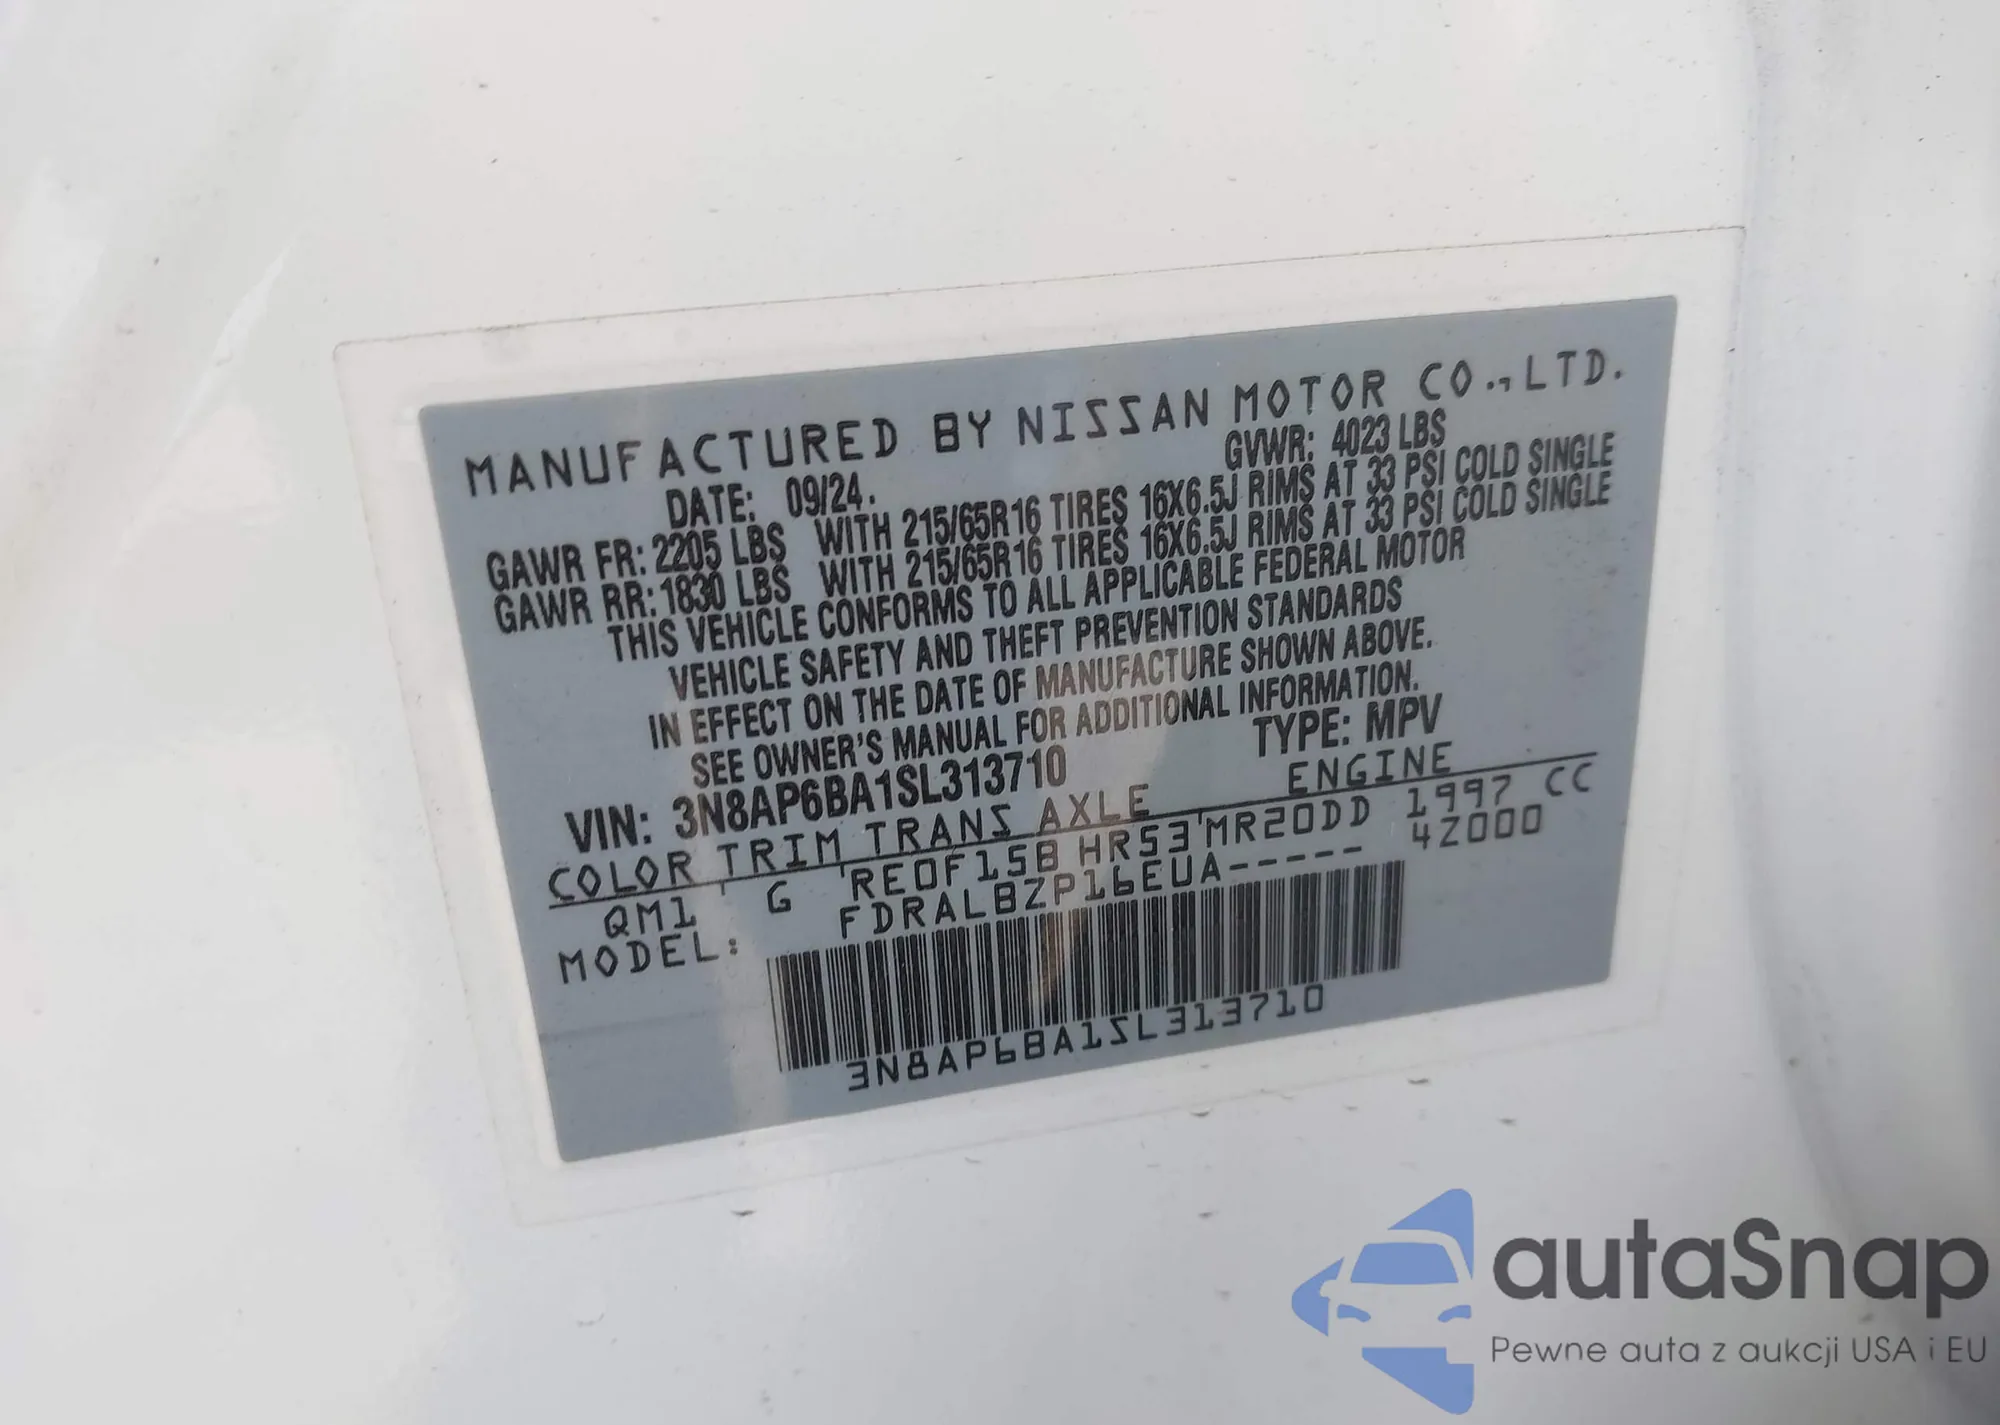 MANUFACTURED BY NISSAN MOTOR CO., LTD.
DATE: 09/24. GVWR: 4023 LBS
GAWR FR: 2205 LBS WITH 215/65R16 TIRES 16X6.5J RIMS AT 33 PSI COLD SINGLE
GAWR RR: 1830 LBS WITH 215/65R16 TIRES 16X6.5J RIMS AT 33 PSI COLD SINGLE
THIS VEHICLE CONFORMS TO ALL APPLICABLE FEDERAL MOTOR
VEHICLE SAFETY AND THEFT PREVENTION STANDARDS
IN EFFECT ON THE DATE OF MANUFACTURE SHOWN ABOVE.
SEE OWNER'S MANUAL FOR ADDITIONAL INFORMATION.
VIN: 3N8AP6BA1SL313710 TYPE: MPV
COLOR TRIM TRANS AXLE ENGINE
QM1 G RE0F15B HR53 MR20DD 1997 CC
MODEL: FDRALBZP16EUA----- 4Z000
3N8AP6BA1SL313710
autaSnap
Pewne auta z aukcji USA i EU